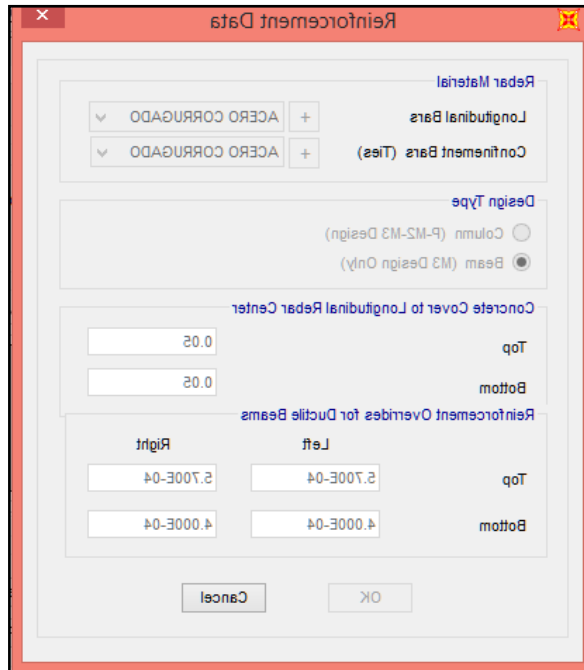 Reinforcement Data
Rebar Material
Longitudinal Bars + ACERO CORRUGADO
Confinement Bars (Ties) + ACERO CORRUGADO
Design Type
Column (P-M2-M3 Design)
Beam (M3 Design Only)
Concrete Cover to Longitudinal Rebar Center
Top 0.05
Bottom 0.05
Reinforcement Overrides for Ductile Beams
Left Right
Top 5.700E-04 5.700E-04
Bottom 4.000E-04 4.000E-04
OK Cancel